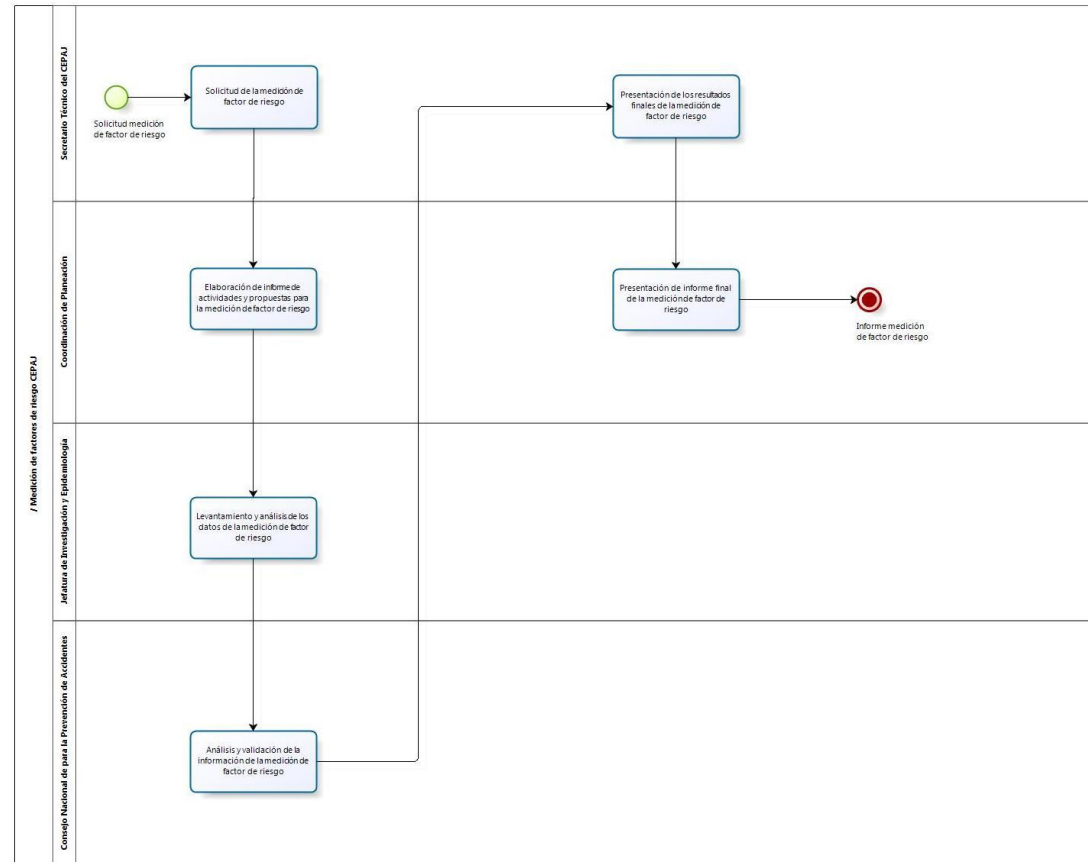 / Medición de factores de riesgo CEPAJ
Secretario Técnico del CEPAJ
Solicitud medición
de factor de riesgo
Solicitud de la medición de
factor de riesgo
Presentación de los resultados
finales de la medición de
factor de riesgo
Coordinación de Planeación
Elaboración de informe de
actividades y propuestas para
la medición de factor de riesgo
Presentación de informe final
de la medición de factor de
riesgo
Informe medición
de factor de riesgo
Jefatura de Investigación y Epidemiología
Levantamiento y análisis de los
datos de la medición de factor
de riesgo
Consejo Nacional de para la Prevención de Accidentes
Análisis y validación de la
información de la medición de
factor de riesgo